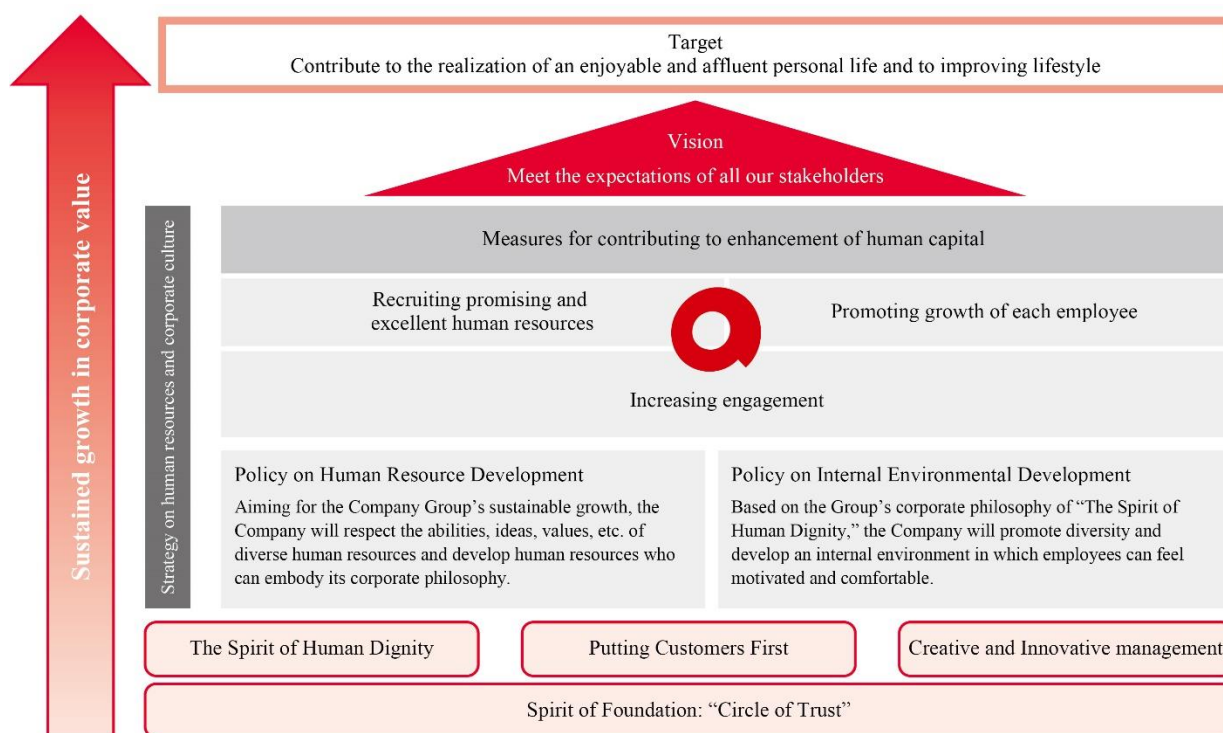 Target
Contribute to the realization of an enjoyable and affluent personal life and to improving lifestyle
Vision
Meet the expectations of all our stakeholders
Sustained growth in corporate value
Strategy on human resources and corporate culture
Measures for contributing to enhancement of human capital
Recruiting promising and
excellent human resources
Promoting growth of each employee
Increasing engagement
Policy on Human Resource Development
Aiming for the Company Group’s sustainable growth, the
Company will respect the abilities, ideas, values, etc. of
diverse human resources and develop human resources who
can embody its corporate philosophy.
Policy on Internal Environmental Development
Based on the Group’s corporate philosophy of “The Spirit of
Human Dignity,” the Company will promote diversity and
develop an internal environment in which employees can feel
motivated and comfortable.
The Spirit of Human Dignity
Putting Customers First
Creative and Innovative management
Spirit of Foundation: “Circle of Trust”